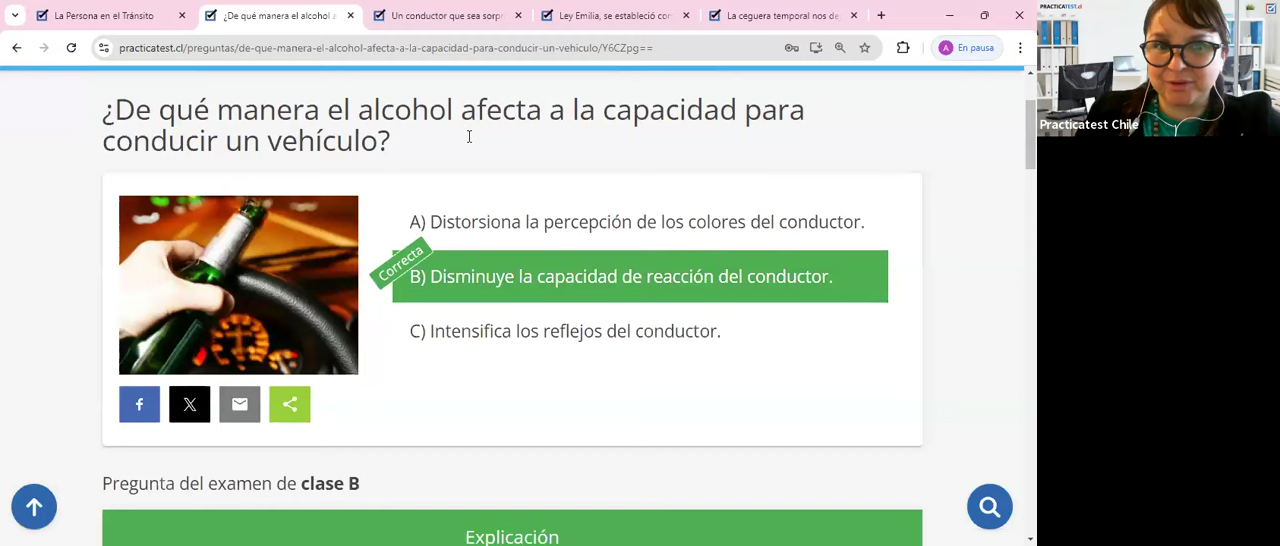 La Persona en el Tránsito
¿De qué manera el alcohol a
Un conductor que sea sorpr
Ley Emilia, se estableció co
La ceguera temporal nos de
practicatest.cl/preguntas/de-que-manera-el-alcohol-afecta-a-la-capacidad-para-conducir-un-vehiculo/Y6CZpg==
A
En pausa
PRACTICATEST.cl
Practicatest Chile
¿De qué manera el alcohol afecta a la capacidad para
conducir un vehículo?
A) Distorsiona la percepción de los colores del conductor.
Correcta
B) Disminuye la capacidad de reacción del conductor.
C) Intensifica los reflejos del conductor.
Pregunta del examen de clase B
Explicación